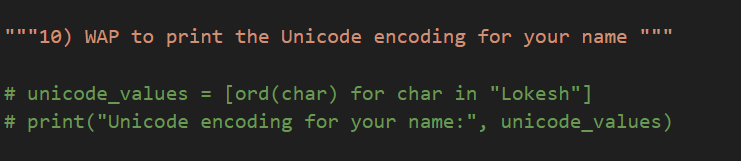 """10) WAP to print the Unicode encoding for your name """
# unicode_values = [ord(char) for char in "Lokesh"]
# print("Unicode encoding for your name:", unicode_values)